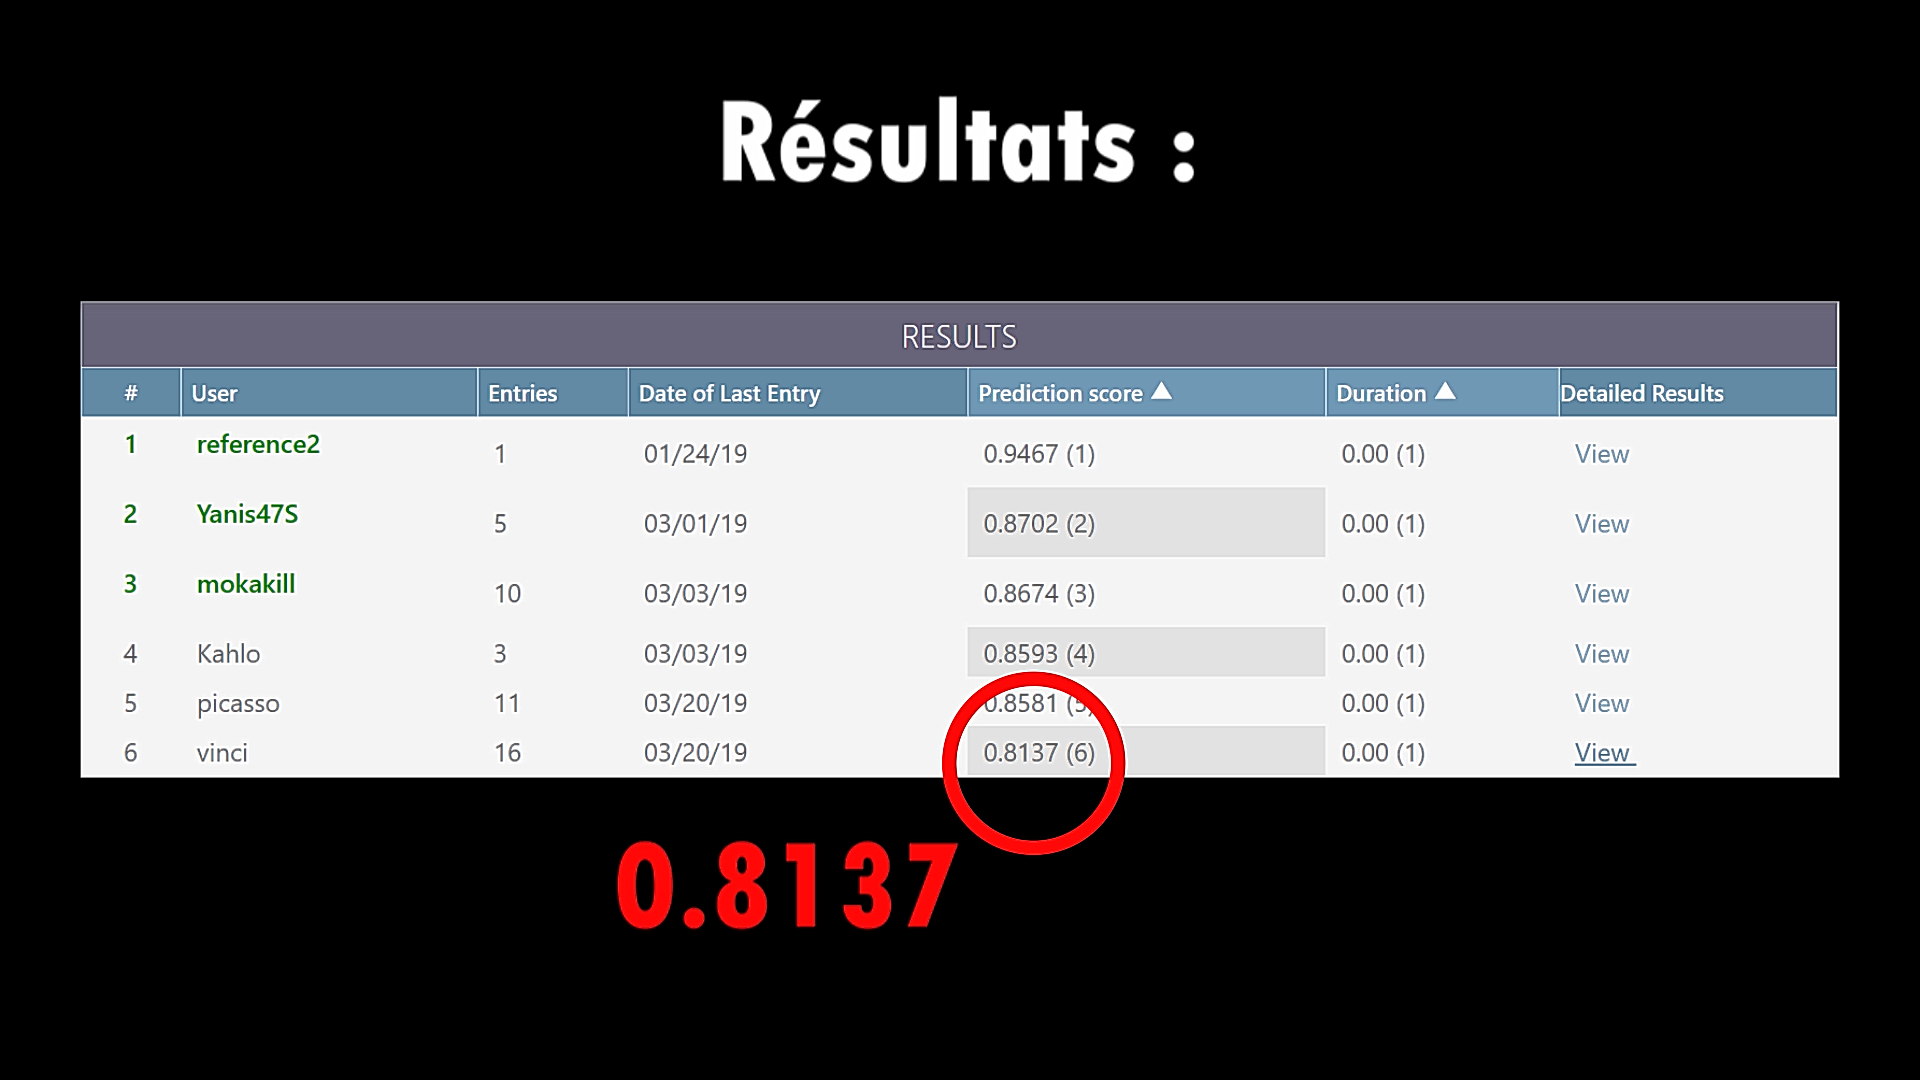 Résultats :
RESULTS
# User Entries Date of Last Entry Prediction score ▲ Duration ▲ Detailed Results
1 reference2 1 01/24/19 0.9467 (1) 0.00 (1) View
2 Yanis47S 5 03/01/19 0.8702 (2) 0.00 (1) View
3 mokakill 10 03/03/19 0.8674 (3) 0.00 (1) View
4 Kahlo 3 03/03/19 0.8593 (4) 0.00 (1) View
5 picasso 11 03/20/19 0.8581 (5) 0.00 (1) View
6 vinci 16 03/20/19 0.8137 (6) 0.00 (1) View
0.8137